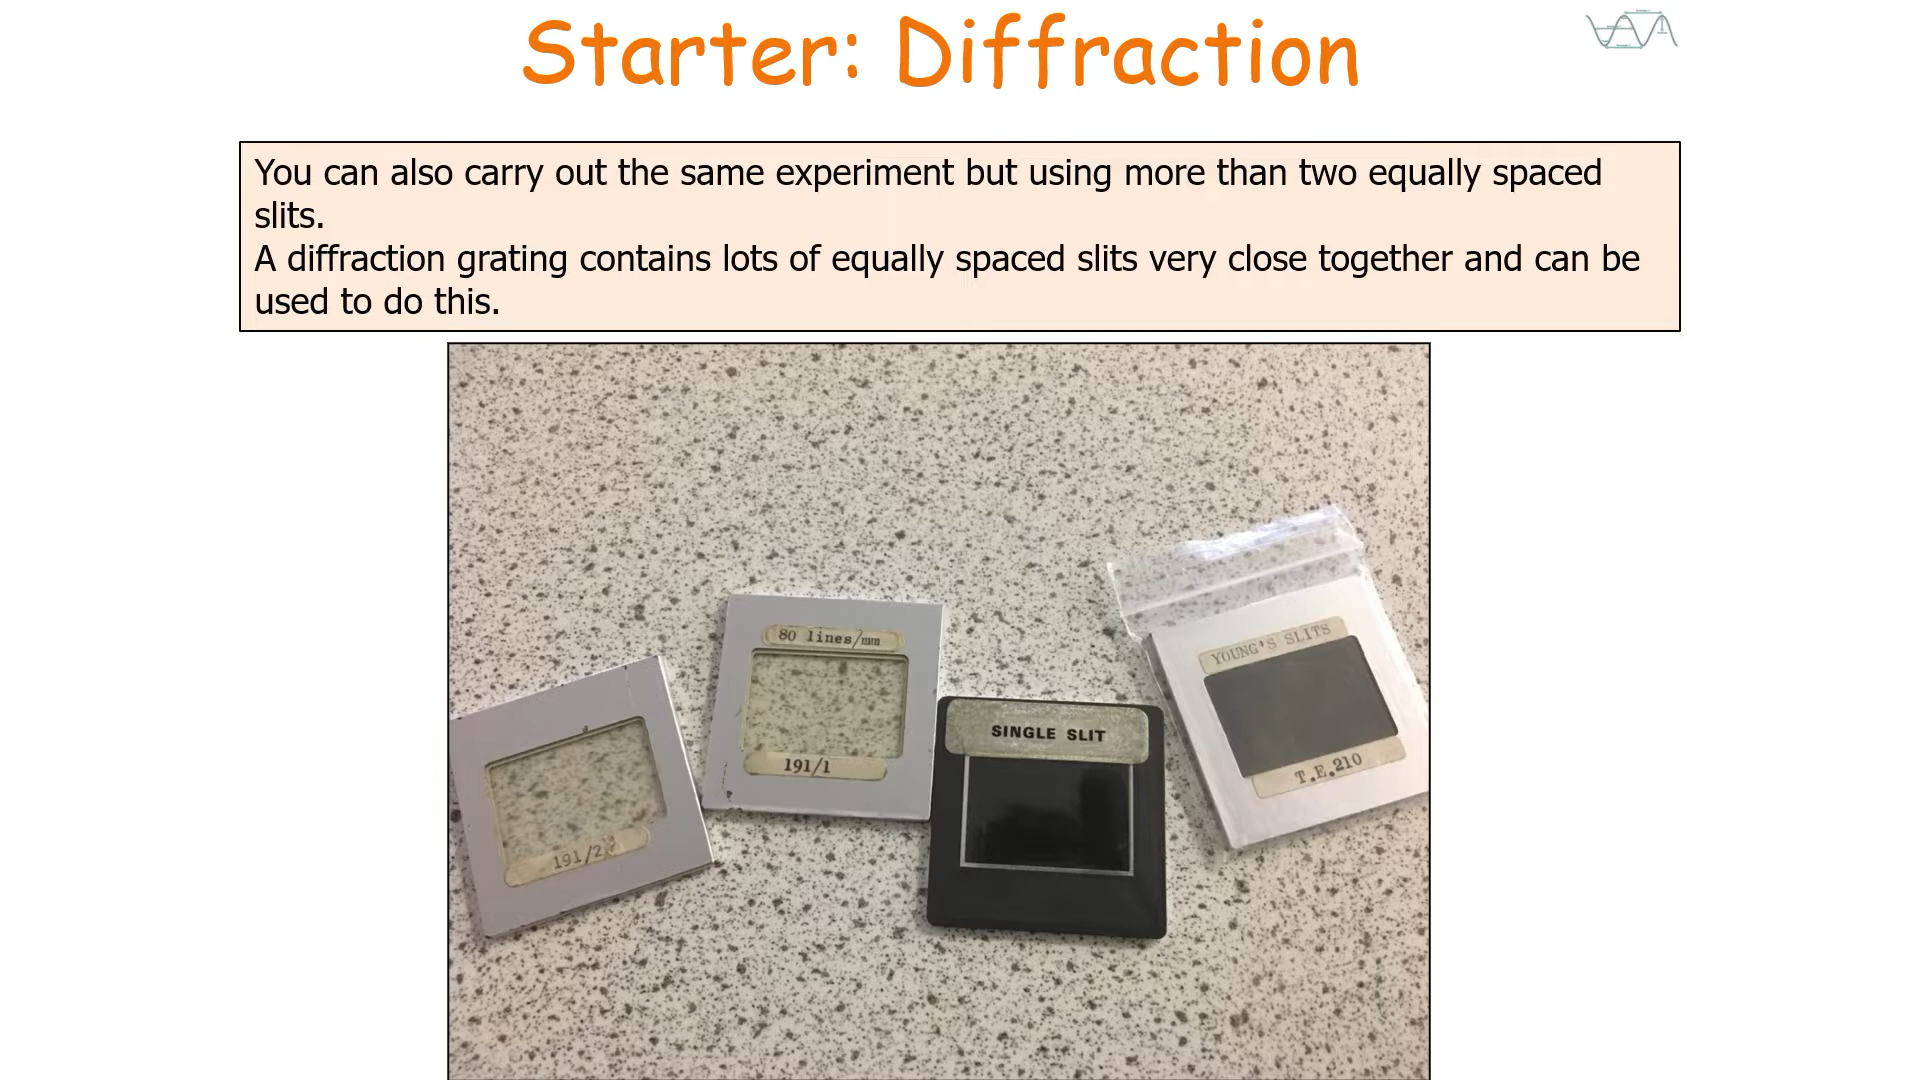 Starter: Diffraction
You can also carry out the same experiment but using more than two equally spaced
slits.
A diffraction grating contains lots of equally spaced slits very close together and can be
used to do this.
80 lines/mm
191/1
191/2
SINGLE SLIT
YOUNG'S SLITS
T.E.210